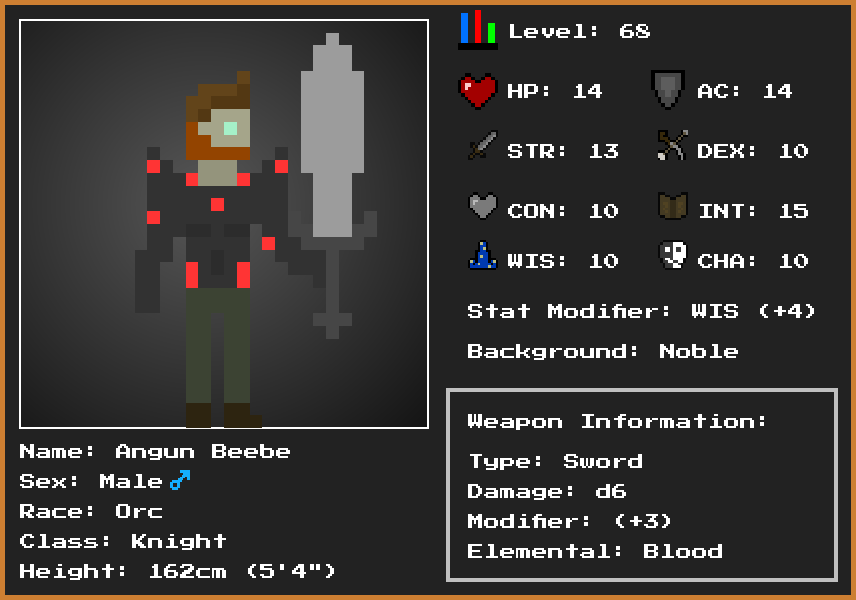 Level: 68
HP: 14
AC: 14
STR: 13
DEX: 10
CON: 10
INT: 15
WIS: 10
CHA: 10
Stat Modifier: WIS (+4)
Background: Noble
Weapon Information:
Type: Sword
Damage: d6
Modifier: (+3)
Elemental: Blood
Name: Angun Beebe
Sex: Male ♂
Race: Orc
Class: Knight
Height: 162cm (5'4")